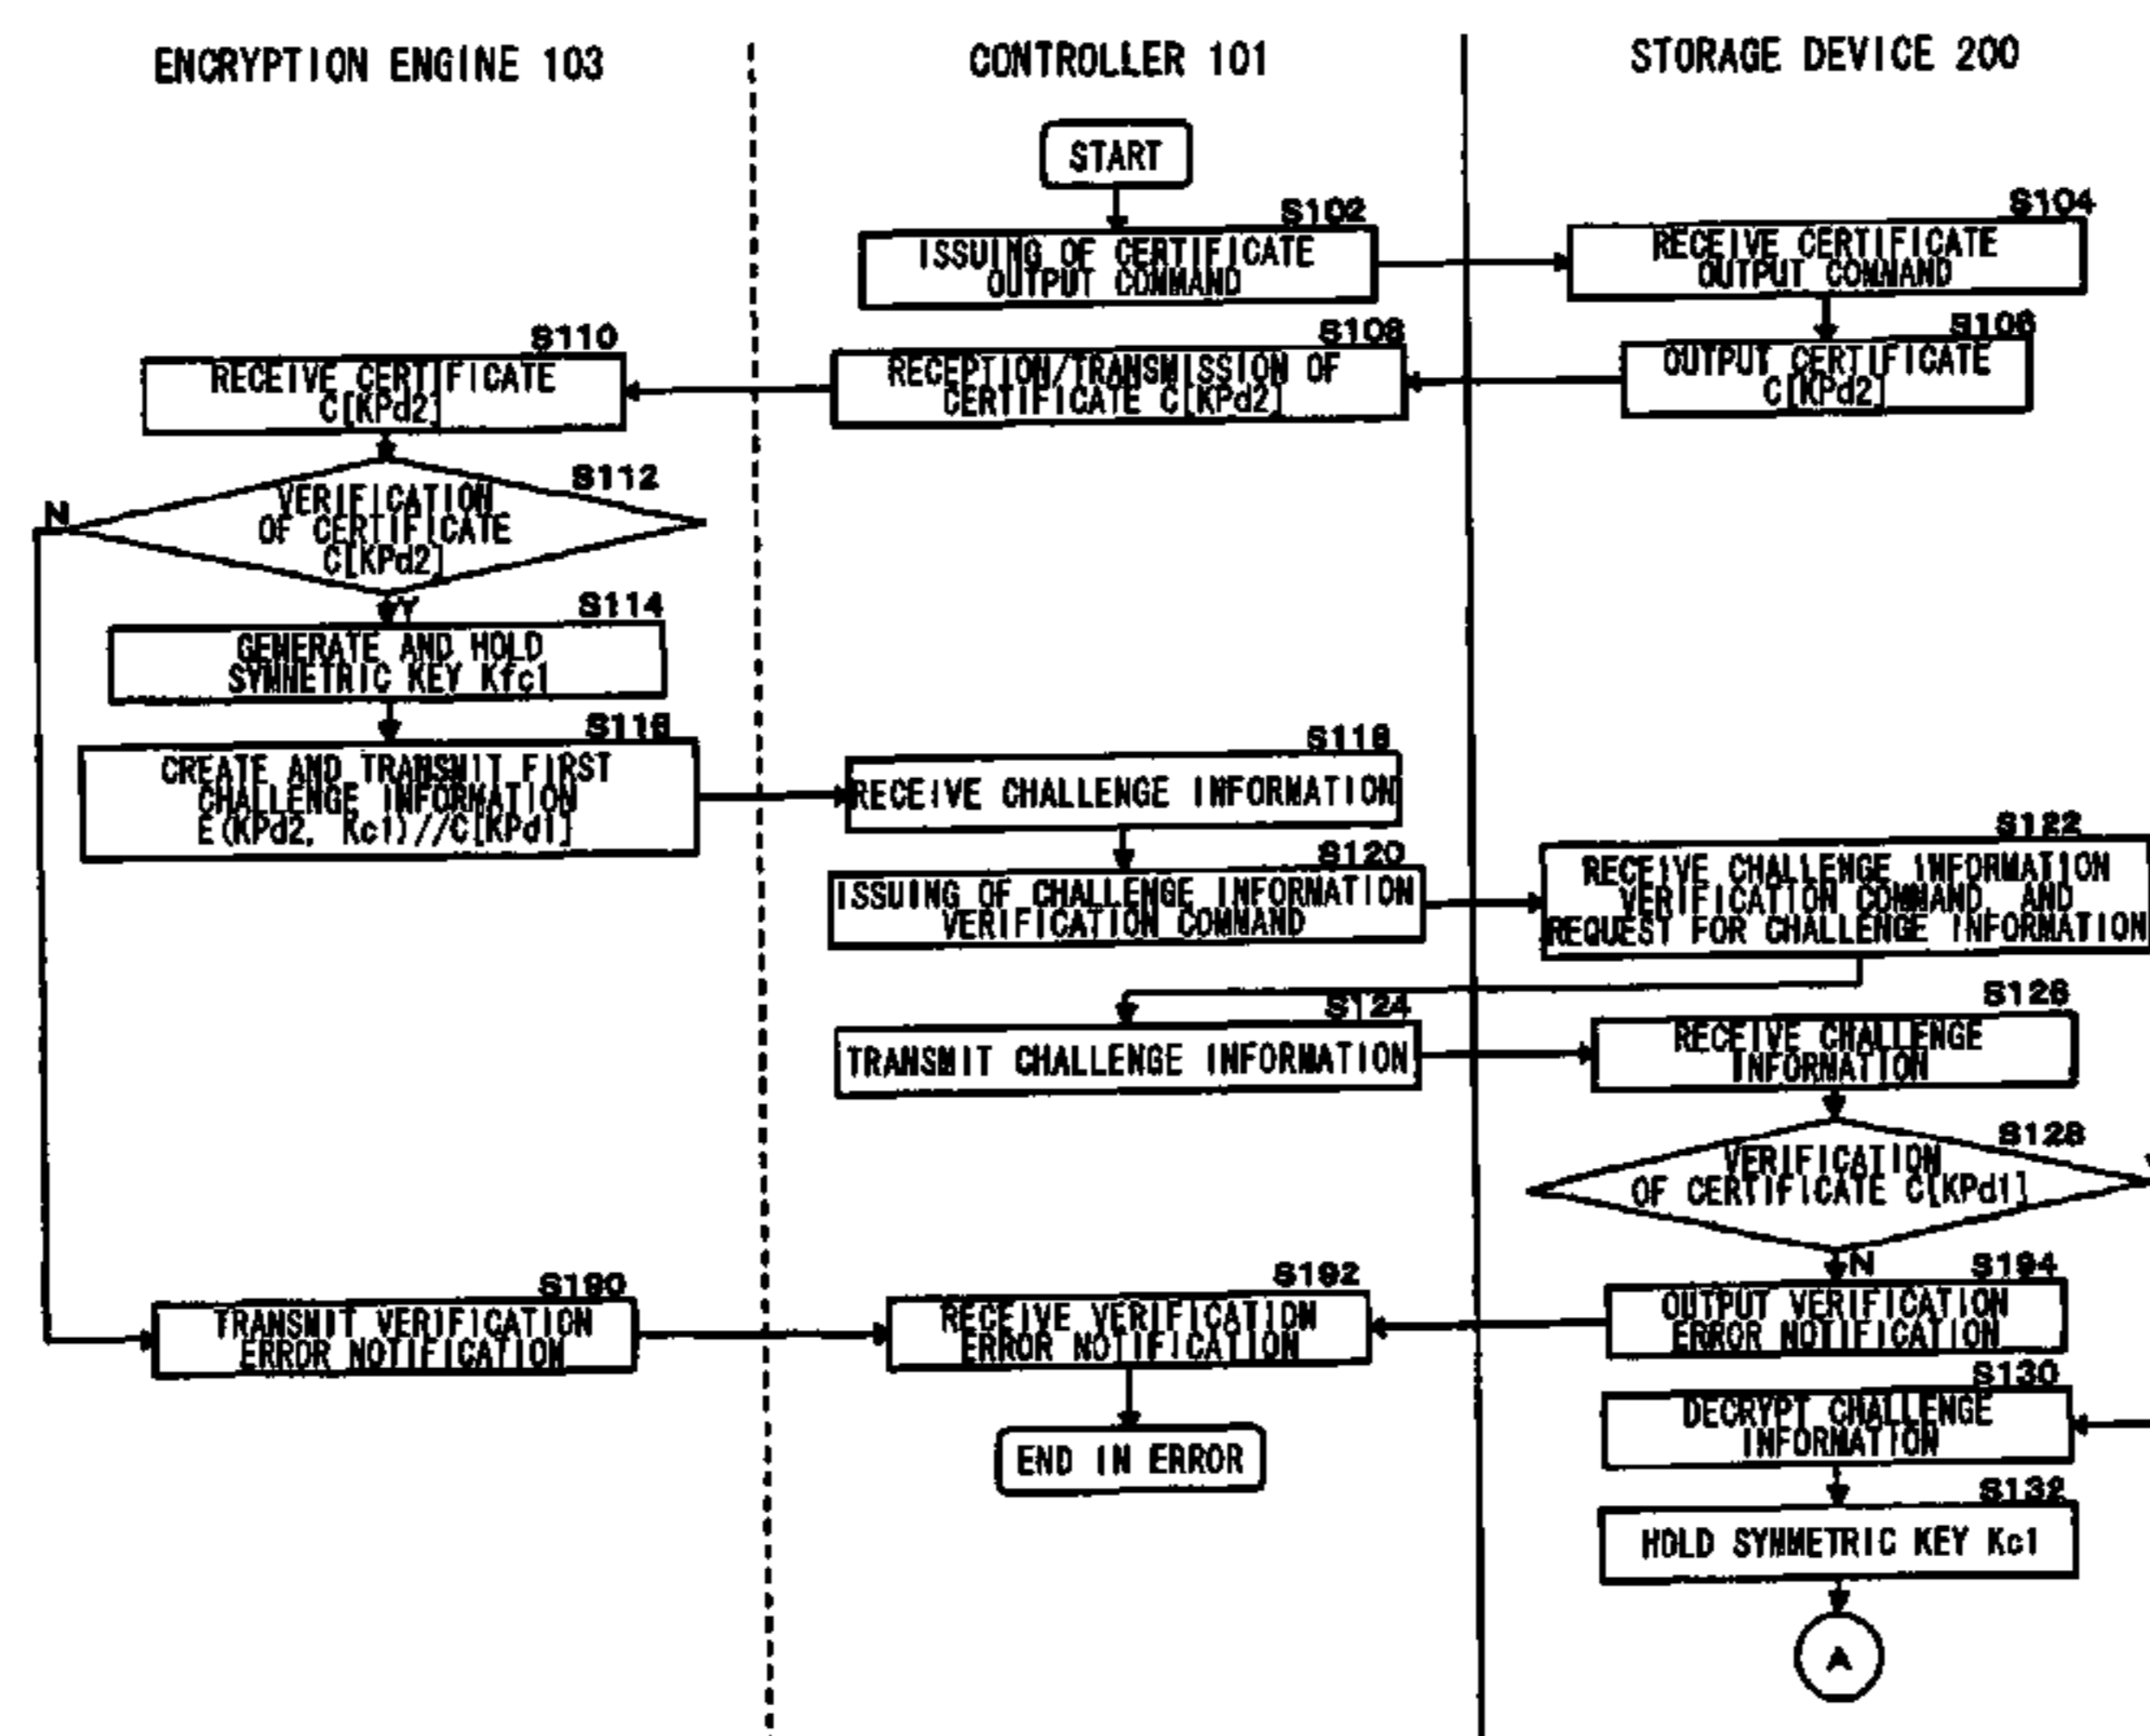 ENCRYPTION ENGINE 103
CONTROLLER 101
STORAGE DEVICE 200
START
S102
ISSUING OF CERTIFICATE
OUTPUT COMMAND
S104
RECEIVE CERTIFICATE
OUTPUT COMMAND
S106
OUTPUT CERTIFICATE
C[KPd2]
S108
RECEPTION/TRANSMISSION OF
CERTIFICATE C[KPd2]
S110
RECEIVE CERTIFICATE
C[KPd2]
S112
VERIFICATION
OF CERTIFICATE
C[KPd2]
N
Y
S114
GENERATE AND HOLD
SYMMETRIC KEY Kfc1
S116
CREATE AND TRANSMIT FIRST
CHALLENGE INFORMATION
E(KPd2, Kc1)//C[KPd1]
S118
RECEIVE CHALLENGE INFORMATION
S120
ISSUING OF CHALLENGE INFORMATION
VERIFICATION COMMAND
S122
RECEIVE CHALLENGE INFORMATION
VERIFICATION COMMAND AND
REQUEST FOR CHALLENGE INFORMATION
S124
TRANSMIT CHALLENGE INFORMATION
S126
RECEIVE CHALLENGE
INFORMATION
S128
VERIFICATION
OF CERTIFICATE C[KPd1]
N
S190
TRANSMIT VERIFICATION
ERROR NOTIFICATION
S192
RECEIVE VERIFICATION
ERROR NOTIFICATION
S194
OUTPUT VERIFICATION
ERROR NOTIFICATION
END IN ERROR
S130
DECRYPT CHALLENGE
INFORMATION
S132
HOLD SYMMETRIC KEY Kc1
A